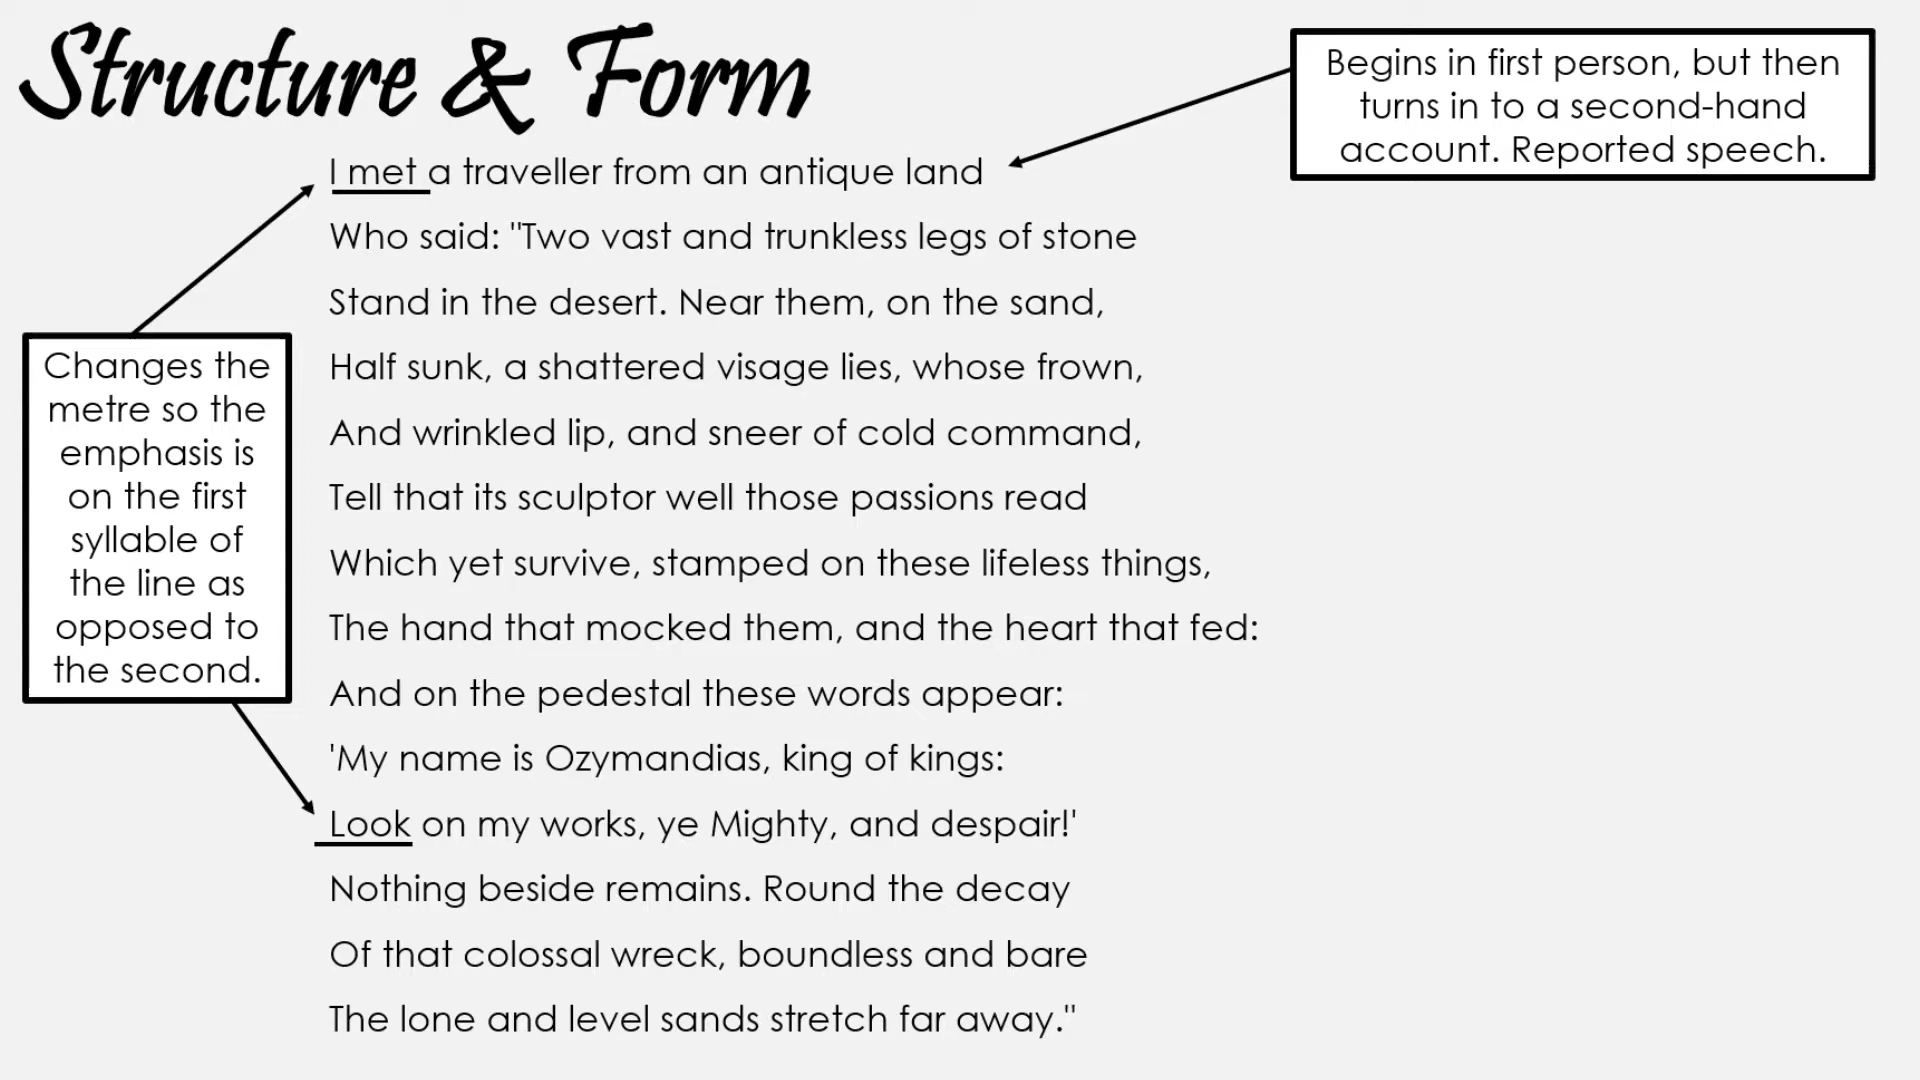 Structure & Form
Begins in first person, but then
turns in to a second-hand
account. Reported speech.
I met a traveller from an antique land
Who said: "Two vast and trunkless legs of stone
Stand in the desert. Near them, on the sand,
Half sunk, a shattered visage lies, whose frown,
And wrinkled lip, and sneer of cold command,
Tell that its sculptor well those passions read
Which yet survive, stamped on these lifeless things,
The hand that mocked them, and the heart that fed:
And on the pedestal these words appear:
'My name is Ozymandias, king of kings:
Look on my works, ye Mighty, and despair!'
Nothing beside remains. Round the decay
Of that colossal wreck, boundless and bare
The lone and level sands stretch far away."
Changes the
metre so the
emphasis is
on the first
syllable of
the line as
opposed to
the second.